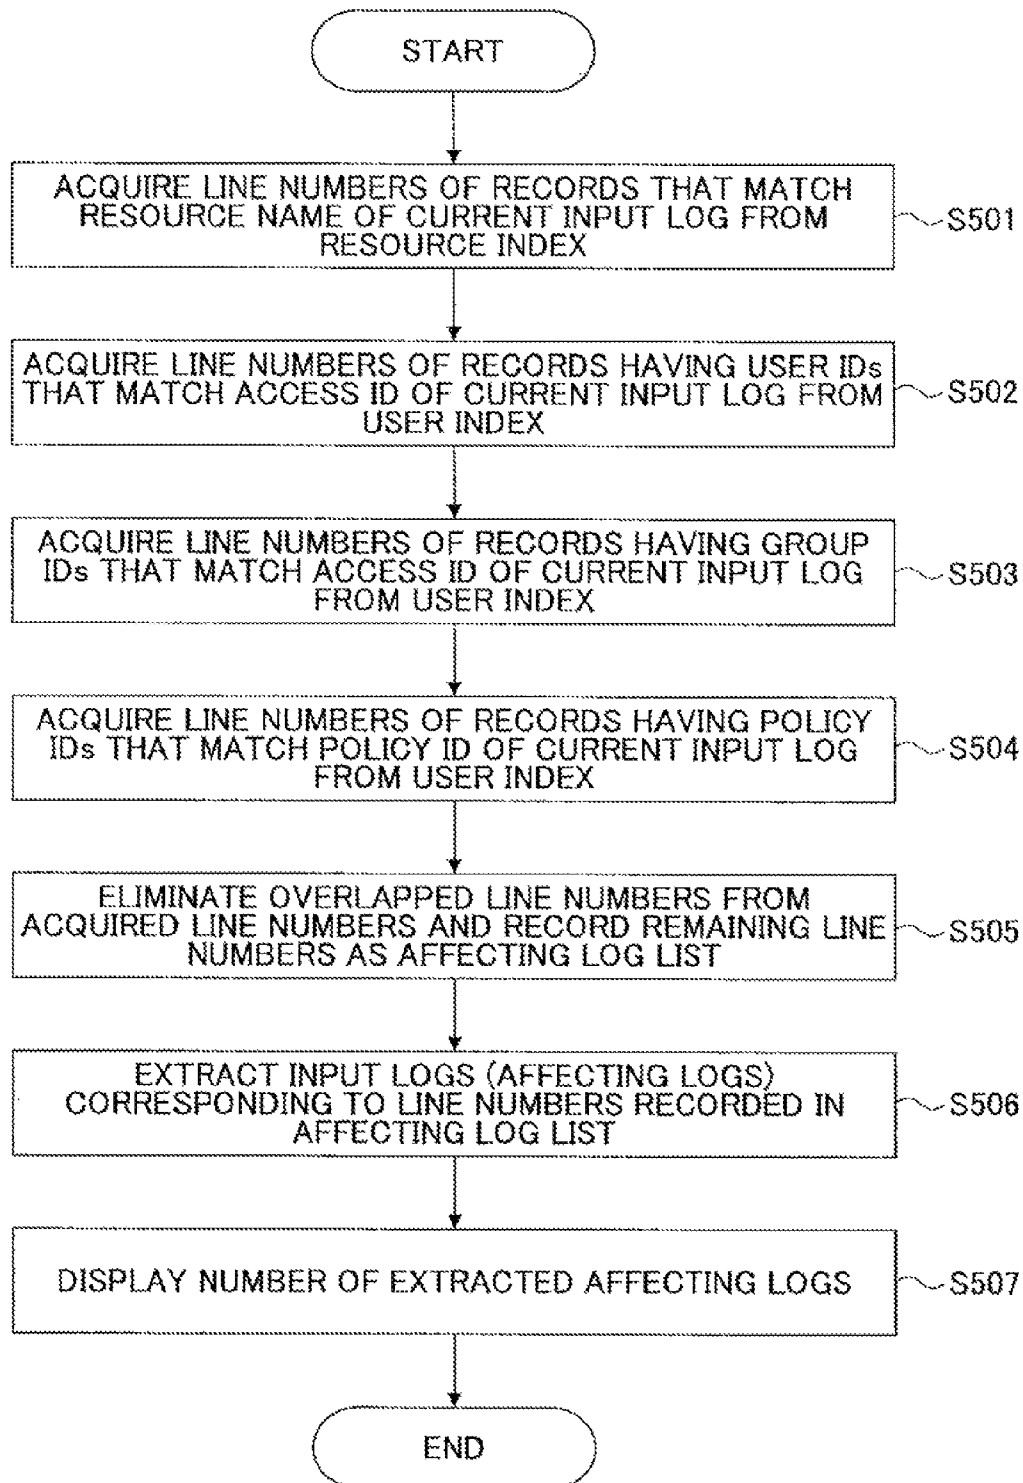 START
ACQUIRE LINE NUMBERS OF RECORDS THAT MATCH
RESOURCE NAME OF CURRENT INPUT LOG FROM
RESOURCE INDEX
S501
ACQUIRE LINE NUMBERS OF RECORDS HAVING USER IDs
THAT MATCH ACCESS ID OF CURRENT INPUT LOG FROM
USER INDEX
S502
ACQUIRE LINE NUMBERS OF RECORDS HAVING GROUP
IDs THAT MATCH ACCESS ID OF CURRENT INPUT LOG
FROM USER INDEX
S503
ACQUIRE LINE NUMBERS OF RECORDS HAVING POLICY
IDs THAT MATCH POLICY ID OF CURRENT INPUT LOG
FROM USER INDEX
S504
ELIMINATE OVERLAPPED LINE NUMBERS FROM
ACQUIRED LINE NUMBERS AND RECORD REMAINING LINE
NUMBERS AS AFFECTING LOG LIST
S505
EXTRACT INPUT LOGS (AFFECTING LOGS)
CORRESPONDING TO LINE NUMBERS RECORDED IN
AFFECTING LOG LIST
S506
DISPLAY NUMBER OF EXTRACTED AFFECTING LOGS
S507
END